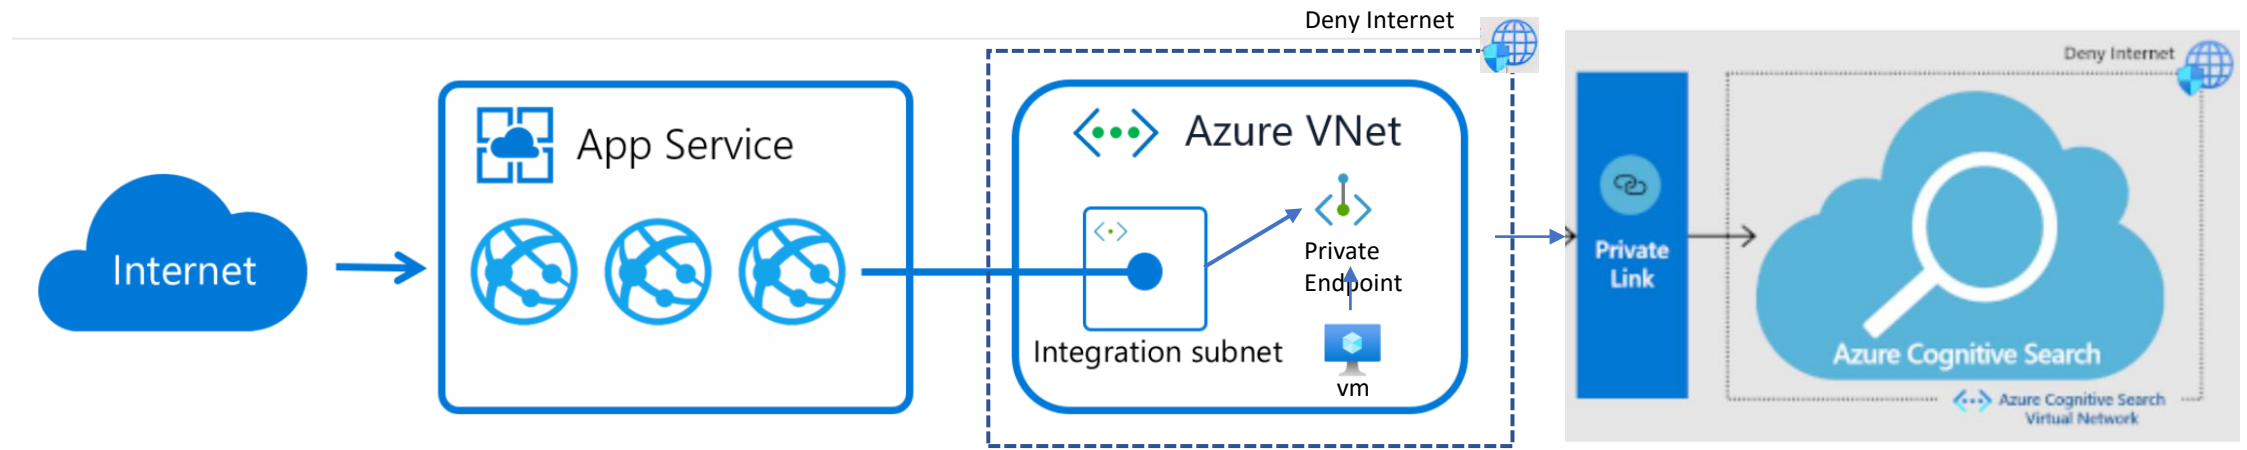 Internet
App Service
Deny Internet
Azure VNet
Integration subnet
Private
Endpoint
vm
Private
Link
Deny Internet
Azure Cognitive Search
Azure Cognitive Search
Virtual Network